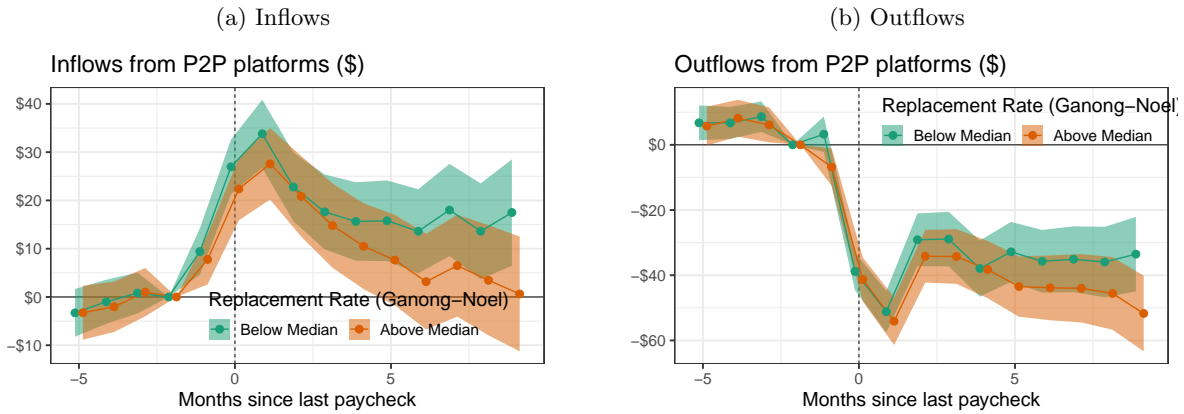 (a) Inflows
Inflows from P2P platforms ($)
$40
$30
$20
$10
$0
−$10
Replacement Rate (Ganong−Noel)
Below Median Above Median
−5 0 5
Months since last paycheck
(b) Outflows
Outflows from P2P platforms ($)
Replacement Rate (Ganong−Noel)
Below Median Above Median
$0
−$20
−$40
−$60
−5 0 5
Months since last paycheck